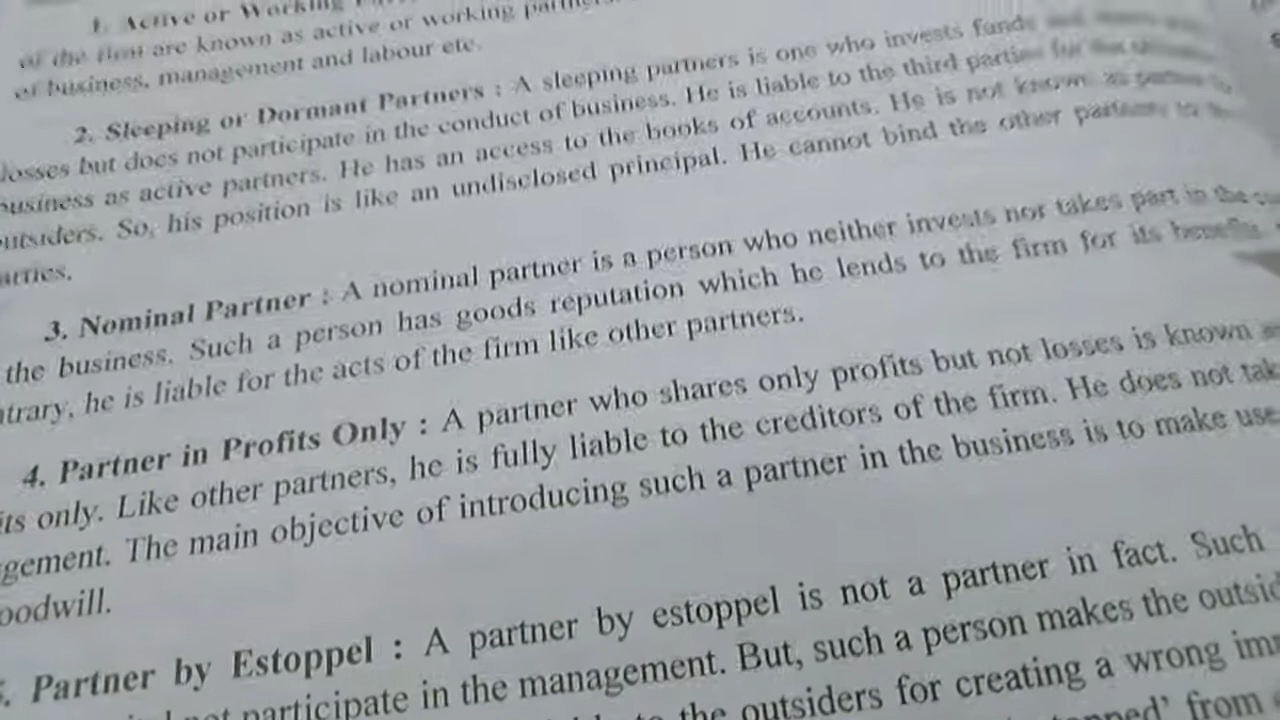 1. Active or Working
of the firm are known as active or working
of business, management and labour etc.
2. Sleeping or Dormant Partners : A sleeping partners is one who invests funds
losses but does not participate in the conduct of business. He is liable to the third parties for
business as active partners. He has an access to the books of accounts. He is not known as
outsiders. So, his position is like an undisclosed principal. He cannot bind the other partners to
arties.
3. Nominal Partner : A nominal partner is a person who neither invests nor takes part in the
the business. Such a person has goods reputation which he lends to the firm for its benefit
ntrary, he is liable for the acts of the firm like other partners.
4. Partner in Profits Only : A partner who shares only profits but not losses is known
its only. Like other partners, he is fully liable to the creditors of the firm. He does not tak
gement. The main objective of introducing such a partner in the business is to make use
oodwill.
5. Partner by Estoppel : A partner by estoppel is not a partner in fact. Such
not participate in the management. But, such a person makes the outsid
to the outsiders for creating a wrong im
from